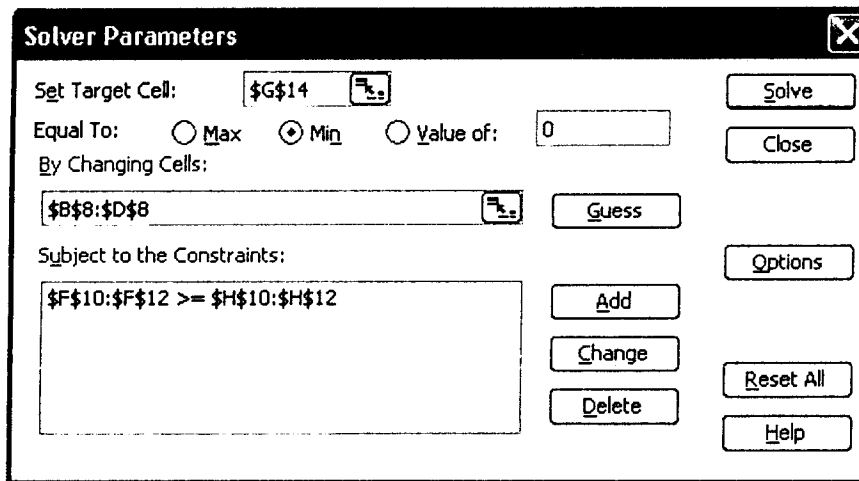 Solver Parameters
Set Target Cell: $G$14 Solve
Equal To: Max Min Value of: 0 Close
By Changing Cells:
$B$8:$D$8 Guess
Subject to the Constraints: Options
$F$10:$F$12 >= $H$10:$H$12 Add
Change
Reset All
Delete
Help